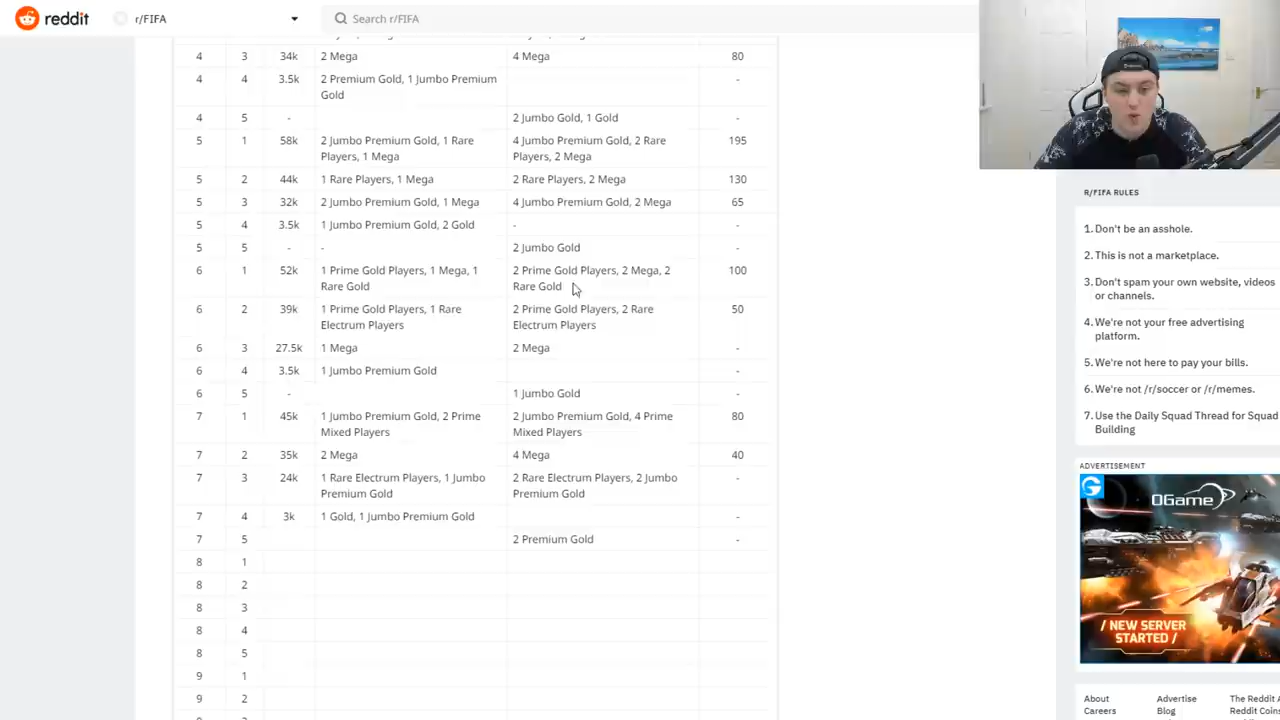 reddit
r/FIFA
Search r/FIFA
4 3 34k 2 Mega 4 Mega 80
4 4 3.5k 2 Premium Gold, 1 Jumbo Premium -
Gold
4 5 - 2 Jumbo Gold, 1 Gold -
5 1 58k 2 Jumbo Premium Gold, 1 Rare 4 Jumbo Premium Gold, 2 Rare 195
Players, 1 Mega Players, 2 Mega
5 2 44k 1 Rare Players, 1 Mega 2 Rare Players, 2 Mega 130
5 3 32k 2 Jumbo Premium Gold, 1 Mega 4 Jumbo Premium Gold, 2 Mega 65
5 4 3.5k 1 Jumbo Premium Gold, 2 Gold - -
5 5 - - 2 Jumbo Gold -
6 1 52k 1 Prime Gold Players, 1 Mega, 1 2 Prime Gold Players, 2 Mega, 2 100
Rare Gold Rare Gold
6 2 39k 1 Prime Gold Players, 1 Rare 2 Prime Gold Players, 2 Rare 50
Electrum Players Electrum Players
6 3 27.5k 1 Mega 2 Mega -
6 4 3.5k 1 Jumbo Premium Gold -
6 5 - 1 Jumbo Gold -
7 1 45k 1 Jumbo Premium Gold, 2 Prime 2 Jumbo Premium Gold, 4 Prime 80
Mixed Players Mixed Players
7 2 35k 2 Mega 4 Mega 40
7 3 24k 1 Rare Electrum Players, 1 Jumbo 2 Rare Electrum Players, 2 Jumbo -
Premium Gold Premium Gold
7 4 3k 1 Gold, 1 Jumbo Premium Gold -
7 5 2 Premium Gold -
8 1
8 2
8 3
8 4
8 5
9 1
9 2
R/FIFA RULES
1. Don't be an asshole.
2. This is not a marketplace.
3. Don't spam your own website, videos
or channels.
4. We're not your free advertising
platform.
5. We're not here to pay your bills.
6. We're not /r/soccer or /r/memes.
7. Use the Daily Squad Thread for Squad
Building
ADVERTISEMENT
G
OGame
/ NEW SERVER
STARTED /
About Advertise The Reddit A
Careers Blog Reddit Coins